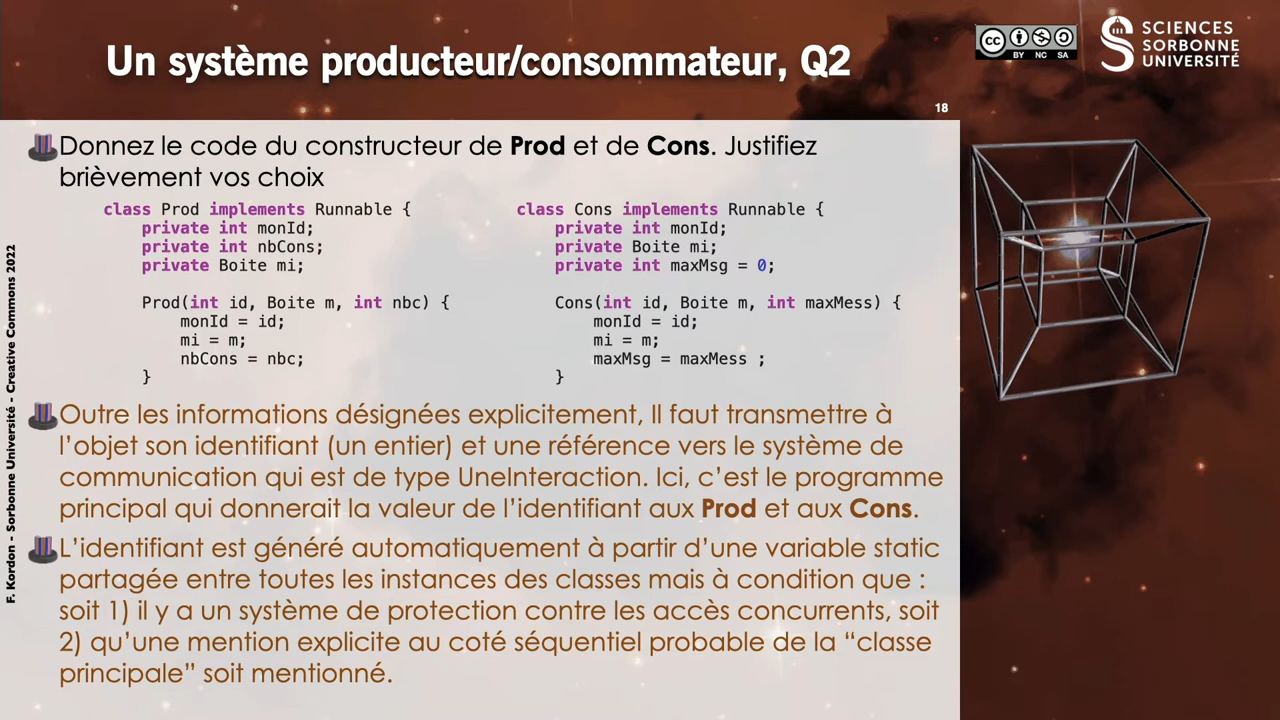 Un système producteur/consommateur, Q2
BY NC SA
SCIENCES
SORBONNE
UNIVERSITÉ
18
Donnez le code du constructeur de Prod et de Cons. Justifiez
brièvement vos choix
class Prod implements Runnable {
    private int monId;
    private int nbCons;
    private Boite mi;

    Prod(int id, Boite m, int nbc) {
        monId = id;
        mi = m;
        nbCons = nbc;
    }
class Cons implements Runnable {
    private int monId;
    private Boite mi;
    private int maxMsg = 0;

    Cons(int id, Boite m, int maxMess) {
        monId = id;
        mi = m;
        maxMsg = maxMess ;
    }
Outre les informations désignées explicitement, Il faut transmettre à
l’objet son identifiant (un entier) et une référence vers le système de
communication qui est de type UneInteraction. Ici, c’est le programme
principal qui donnerait la valeur de l’identifiant aux Prod et aux Cons.
L’identifiant est généré automatiquement à partir d’une variable static
partagée entre toutes les instances des classes mais à condition que :
soit 1) il y a un système de protection contre les accès concurrents, soit
2) qu’une mention explicite au coté séquentiel probable de la “classe
principale” soit mentionné.
F. Kordon - Sorbonne Université - Creative Commons 2022